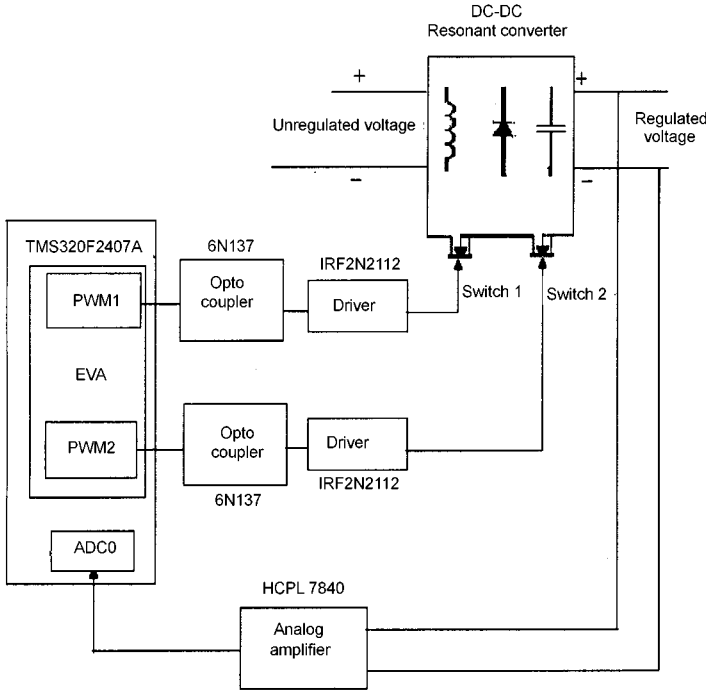 DC-DC
Resonant converter
+
+
Unregulated voltage
Regulated
voltage
−
−
TMS320F2407A
6N137
IRF2N2112
PWM1
Opto
coupler
Driver
Switch 1
Switch 2
EVA
PWM2
Opto
coupler
Driver
6N137
IRF2N2112
ADC0
HCPL 7840
Analog
amplifier